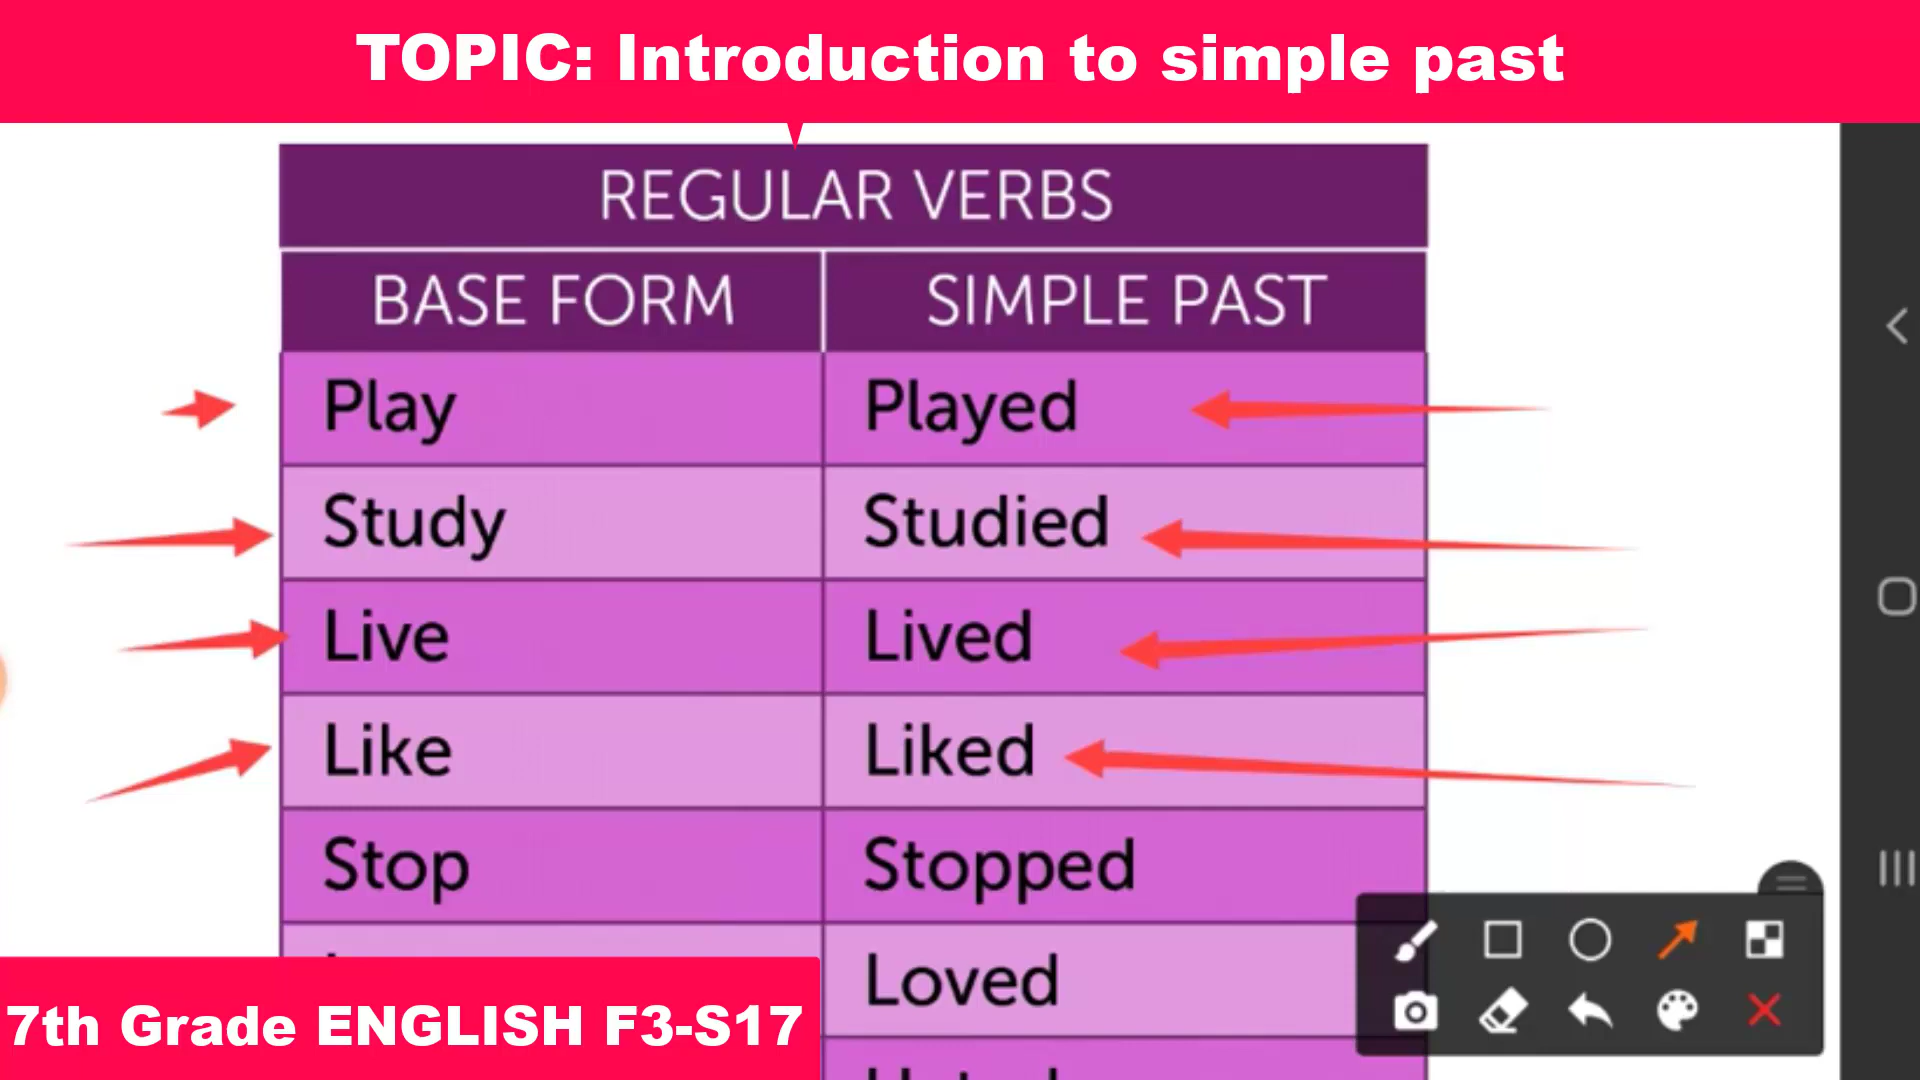 TOPIC: Introduction to simple past
REGULAR VERBS
BASE FORM SIMPLE PAST
Play Played
Study Studied
Live Lived
Like Liked
Stop Stopped
Loved
7th Grade ENGLISH F3-S17